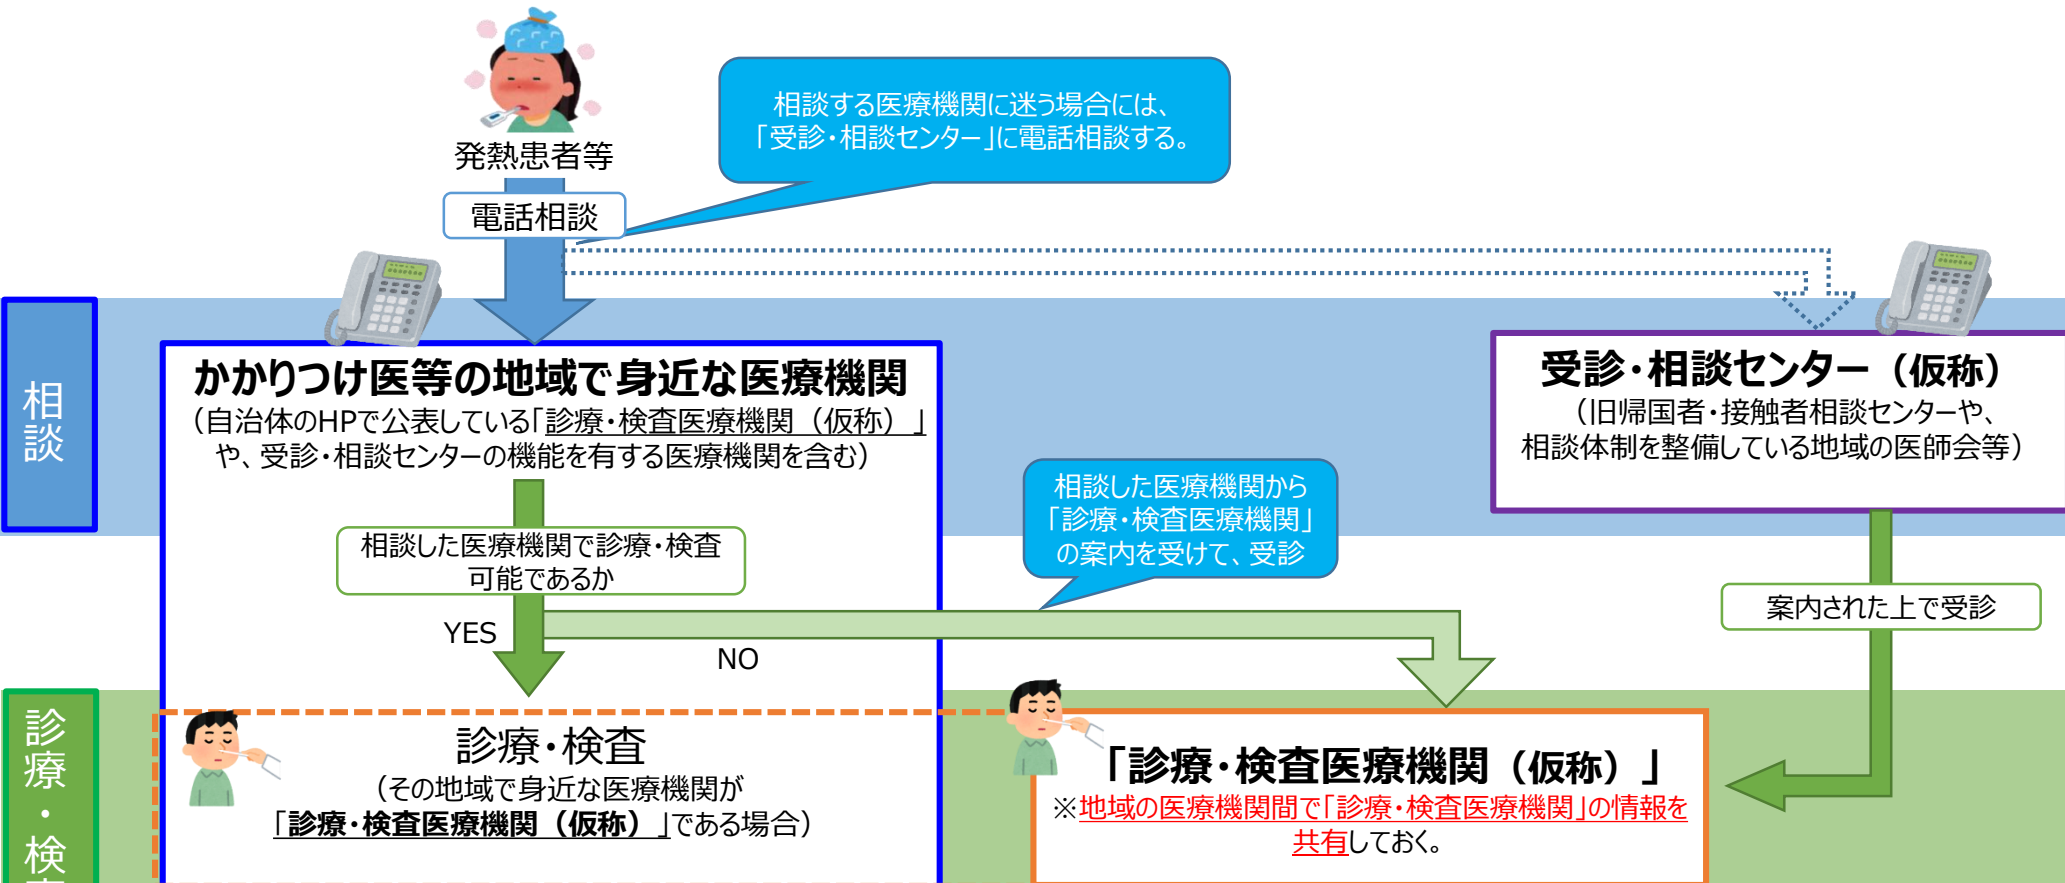 発熱患者等
相談する医療機関に迷う場合には、
「受診・相談センター」に電話相談する。
電話相談
相談
かかりつけ医等の地域で身近な医療機関
（自治体のHPで公表している「診療・検査医療機関（仮称）」
や、受診・相談センターの機能を有する医療機関を含む）
受診・相談センター（仮称）
（旧帰国者・接触者相談センターや、
相談体制を整備している地域の医師会等）
相談した医療機関で診療・検査
可能であるか
相談した医療機関から
「診療・検査医療機関」
の案内を受けて、受診
案内された上で受診
YES
NO
診療・検
診療・検査
（その地域で身近な医療機関が
「診療・検査医療機関（仮称）」である場合）
「診療・検査医療機関（仮称）」
※地域の医療機関間で「診療・検査医療機関」の情報を
共有しておく。